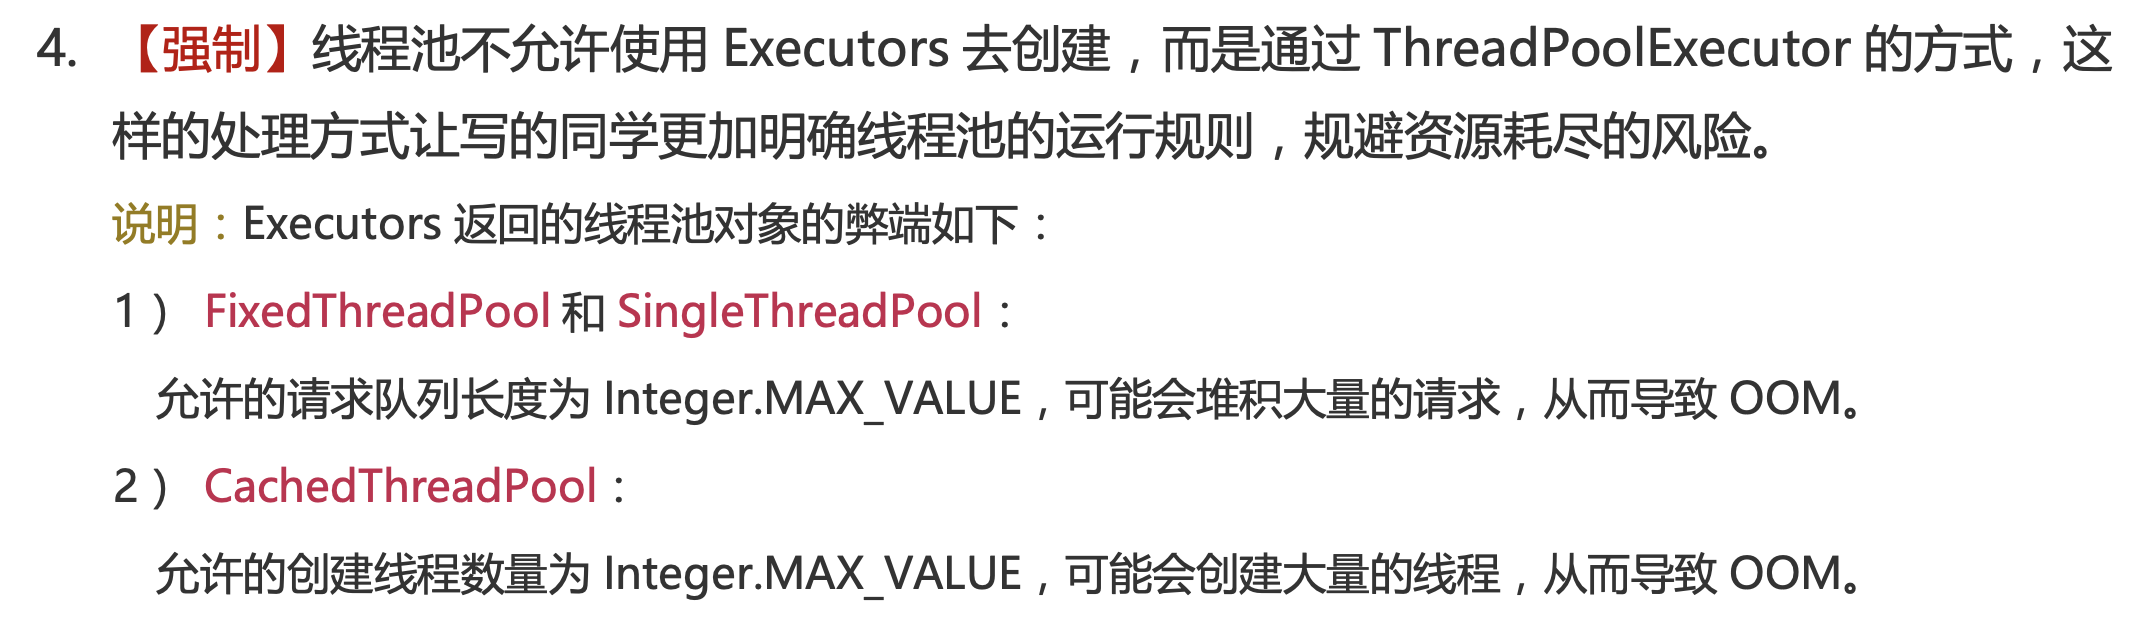 4. 【强制】线程池不允许使用 Executors 去创建，而是通过 ThreadPoolExecutor 的方式，这
样的处理方式让写的同学更加明确线程池的运行规则，规避资源耗尽的风险。
说明：Executors 返回的线程池对象的弊端如下：
1） FixedThreadPool 和 SingleThreadPool：
允许的请求队列长度为 Integer.MAX_VALUE，可能会堆积大量的请求，从而导致 OOM。
2） CachedThreadPool：
允许的创建线程数量为 Integer.MAX_VALUE，可能会创建大量的线程，从而导致 OOM。